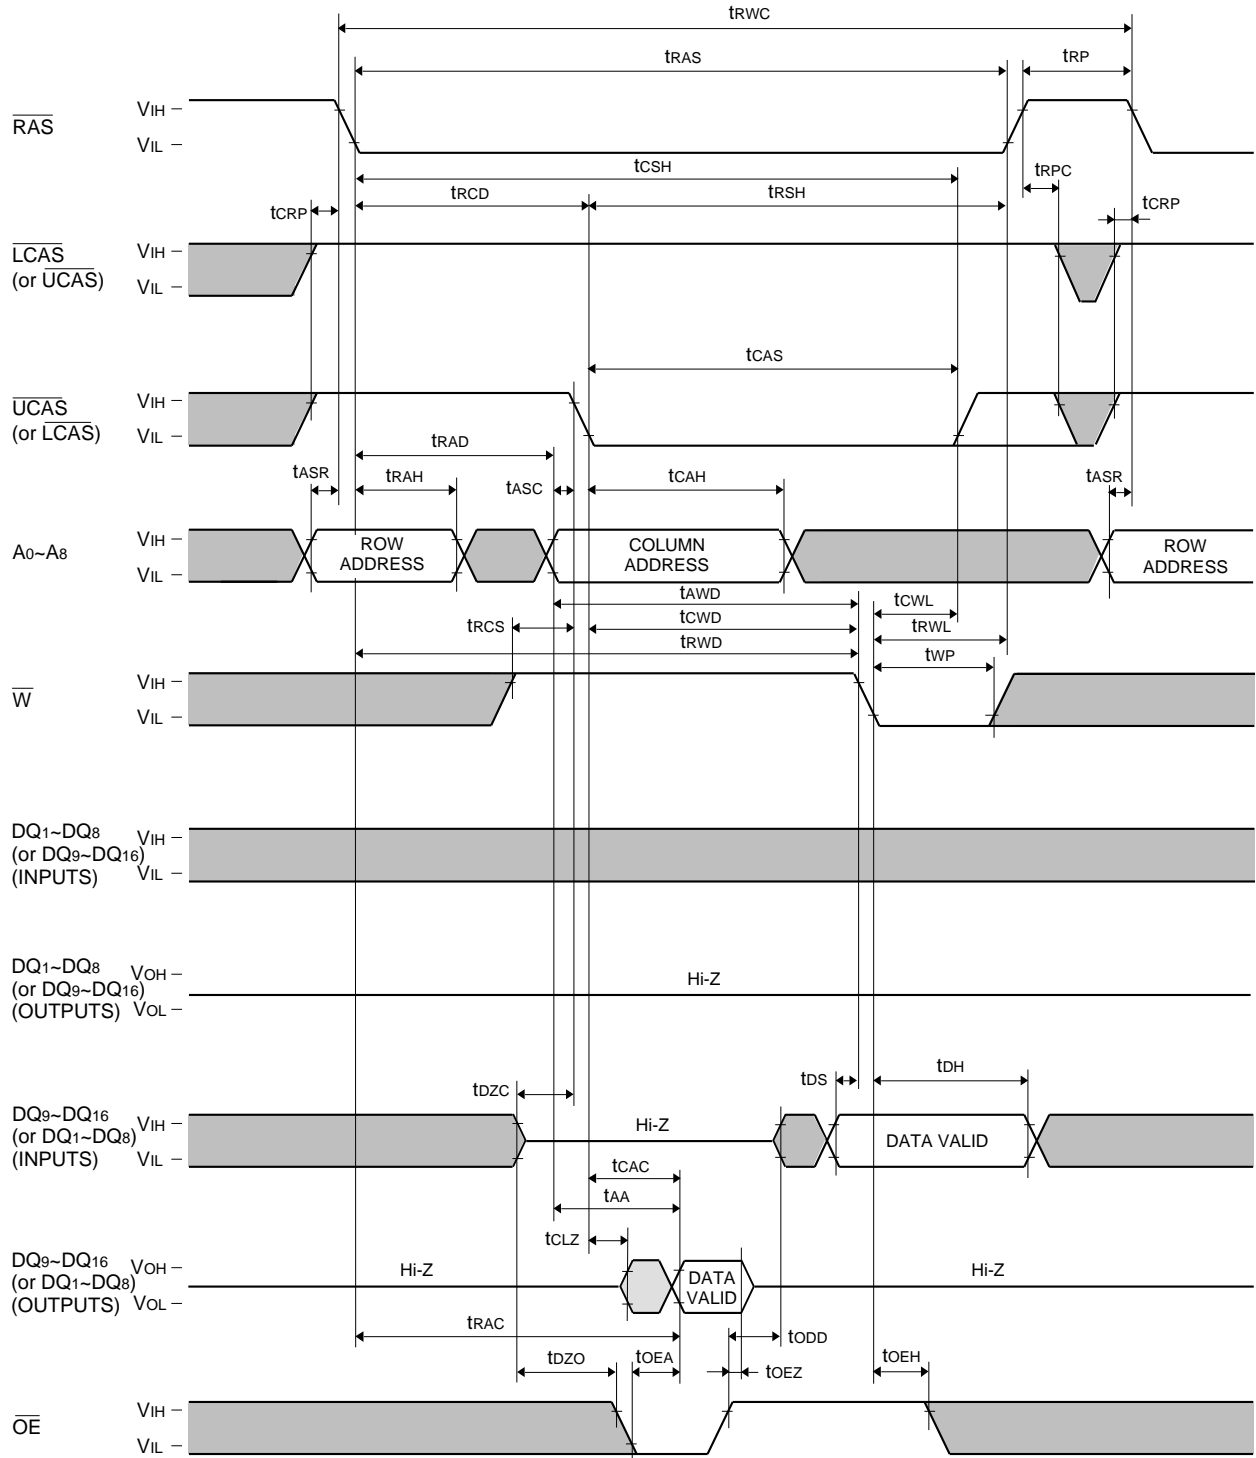 tRWC
tRAS
tRP
RAS
VIH
VIL
tCSH
tRPC
tCRP
tRCD
tRSH
tCRP
LCAS
(or UCAS)
VIH
VIL
tCAS
UCAS
(or LCAS)
VIH
VIL
tRAD
tASR
tRAH
tASC
tCAH
tASR
A0~A8
VIH
VIL
ROW
ADDRESS
COLUMN
ADDRESS
ROW
ADDRESS
tAWD
tCWL
tRCS
tCWD
tRWL
tRWD
tWP
W
VIH
VIL
DQ1~DQ8
(or DQ9~DQ16)
(INPUTS)
VIH
VIL
DQ1~DQ8
(or DQ9~DQ16)
(OUTPUTS)
VOH
VOL
Hi-Z
tDZC
tDS
tDH
DQ9~DQ16
(or DQ1~DQ8)
(INPUTS)
VIH
VIL
Hi-Z
DATA VALID
tCAC
tAA
tCLZ
DQ9~DQ16
(or DQ1~DQ8)
(OUTPUTS)
VOH
VOL
Hi-Z
DATA
VALID
Hi-Z
tRAC
tODD
tDZO
tOEA
tOEZ
tOEH
OE
VIH
VIL